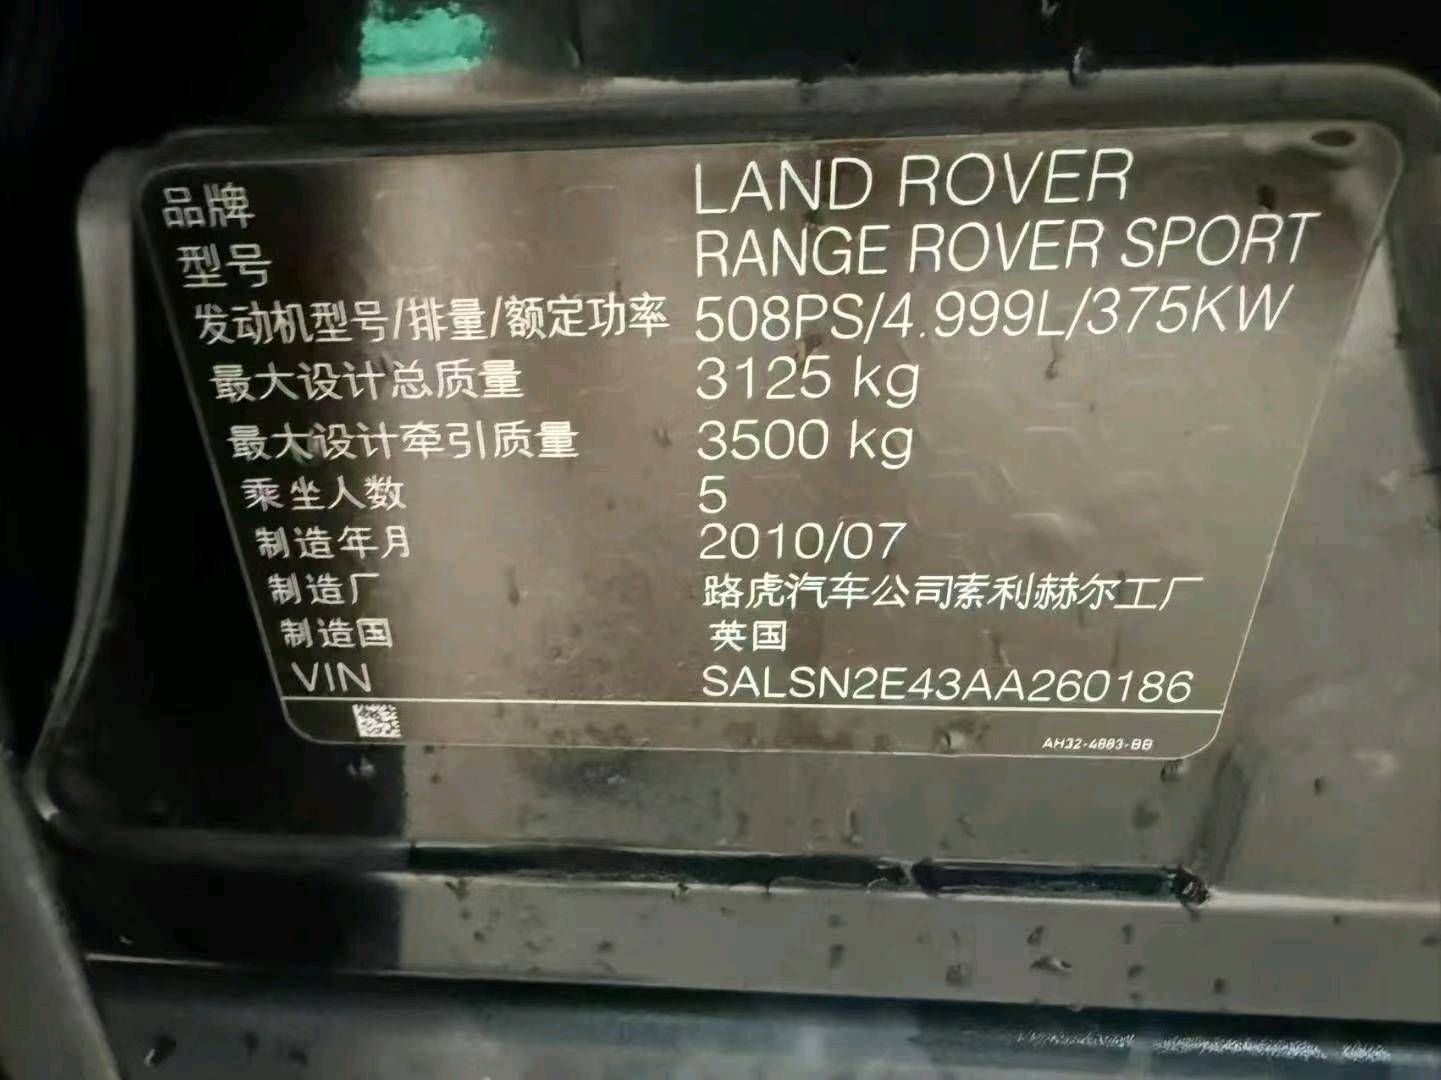 品牌 LAND ROVER
型号 RANGE ROVER SPORT
发动机型号/排量/额定功率 508PS/4.999L/375KW
最大设计总质量 3125 kg
最大设计牵引质量 3500 kg
乘坐人数 5
制造年月 2010/07
制造厂 路虎汽车公司索利赫尔工厂
制造国 英国
VIN SALSN2E43AA260186
AH32-4883-BB